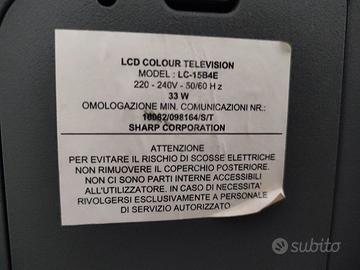 LCD COLOUR TELEVISION
MODEL : LC-15B4E
220 - 240V - 50/60 Hz
33 W
OMOLOGAZIONE MIN. COMUNICAZIONI NR.:
10082/098164/S/T
SHARP CORPORATION
ATTENZIONE
PER EVITARE IL RISCHIO DI SCOSSE ELETTRICHE
NON RIMUOVERE IL COPERCHIO POSTERIORE.
NON CI SONO PARTI INTERNE ACCESSIBILI
ALL'UTILIZZATORE. IN CASO DI NECESSITA'
RIVOLGERSI ESCLUSIVAMENTE A PERSONALE
DI SERVIZIO AUTORIZZATO
subito